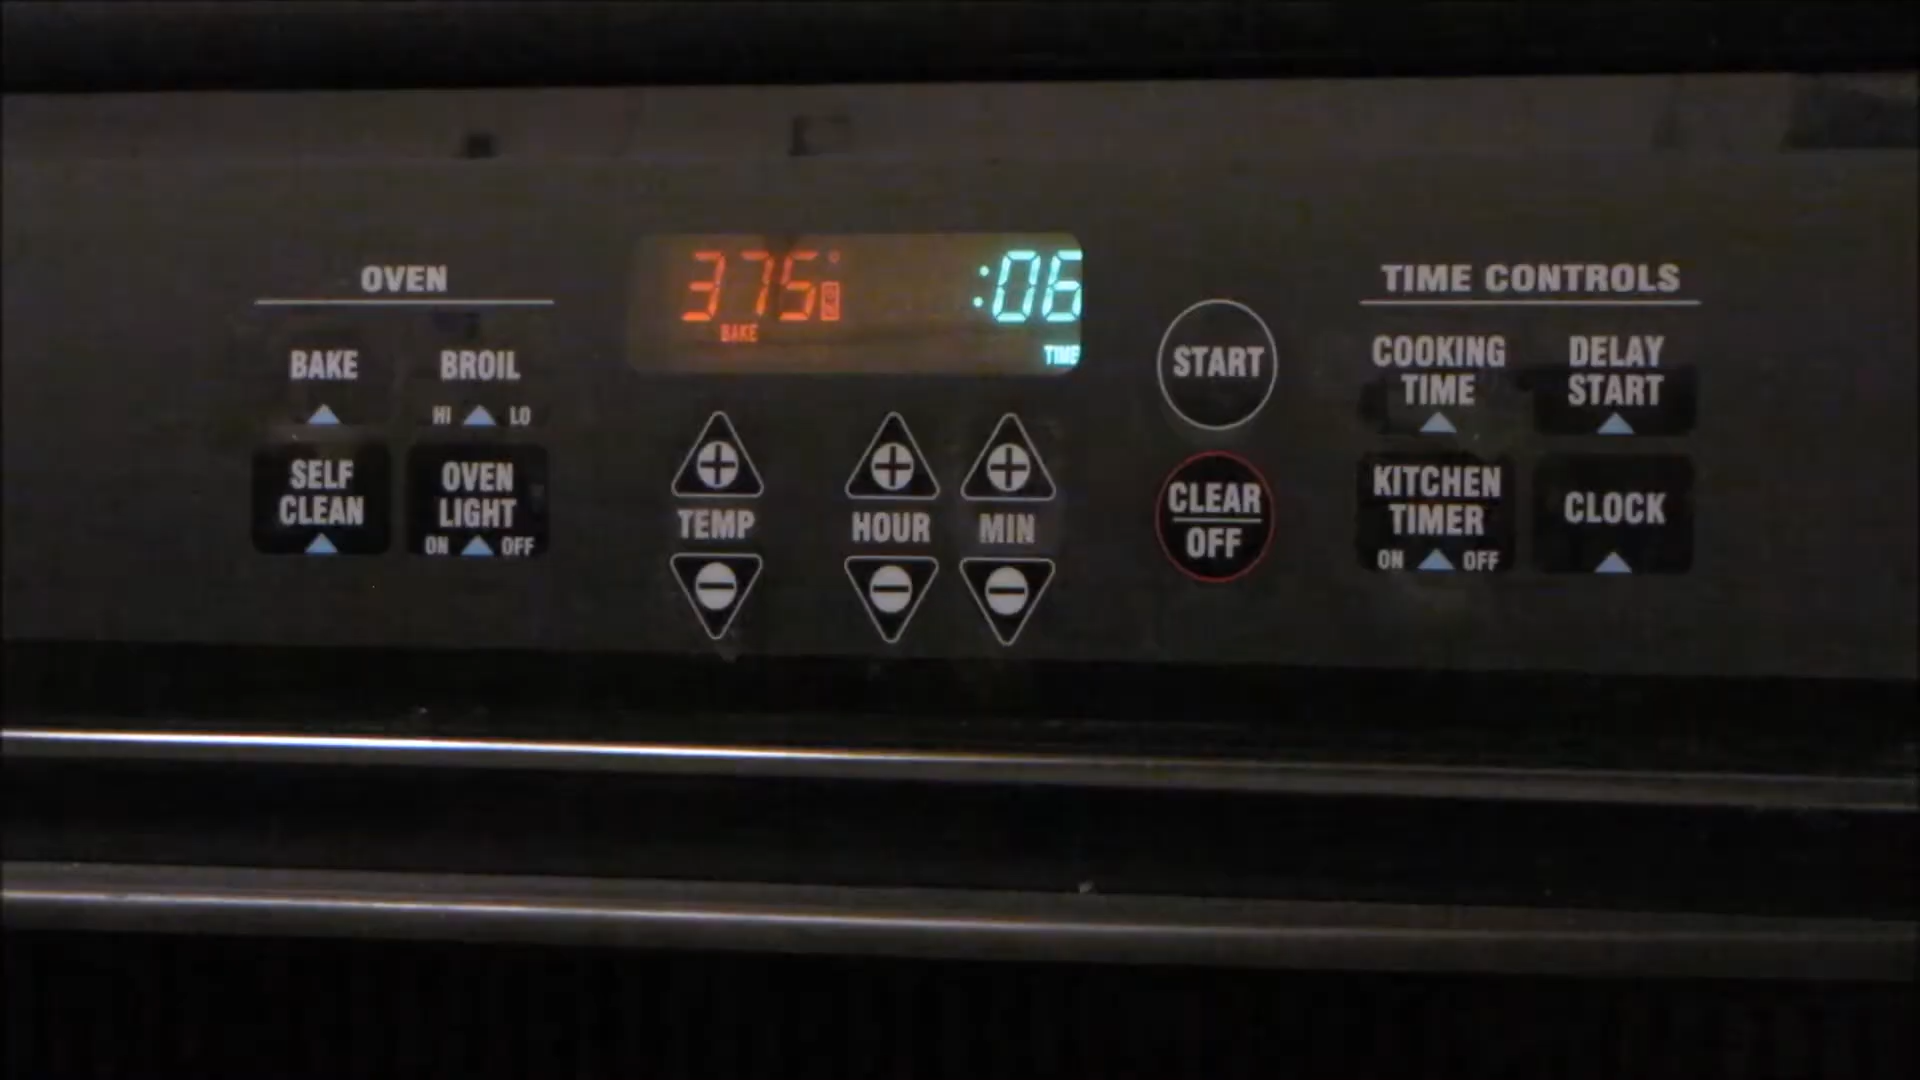 OVEN
BAKE
BROIL
HI LO
SELF
CLEAN
OVEN
LIGHT
ON OFF
375°
BAKE
:06
TIME
TEMP
HOUR
MIN
START
CLEAR
OFF
TIME CONTROLS
COOKING
TIME
DELAY
START
KITCHEN
TIMER
ON OFF
CLOCK